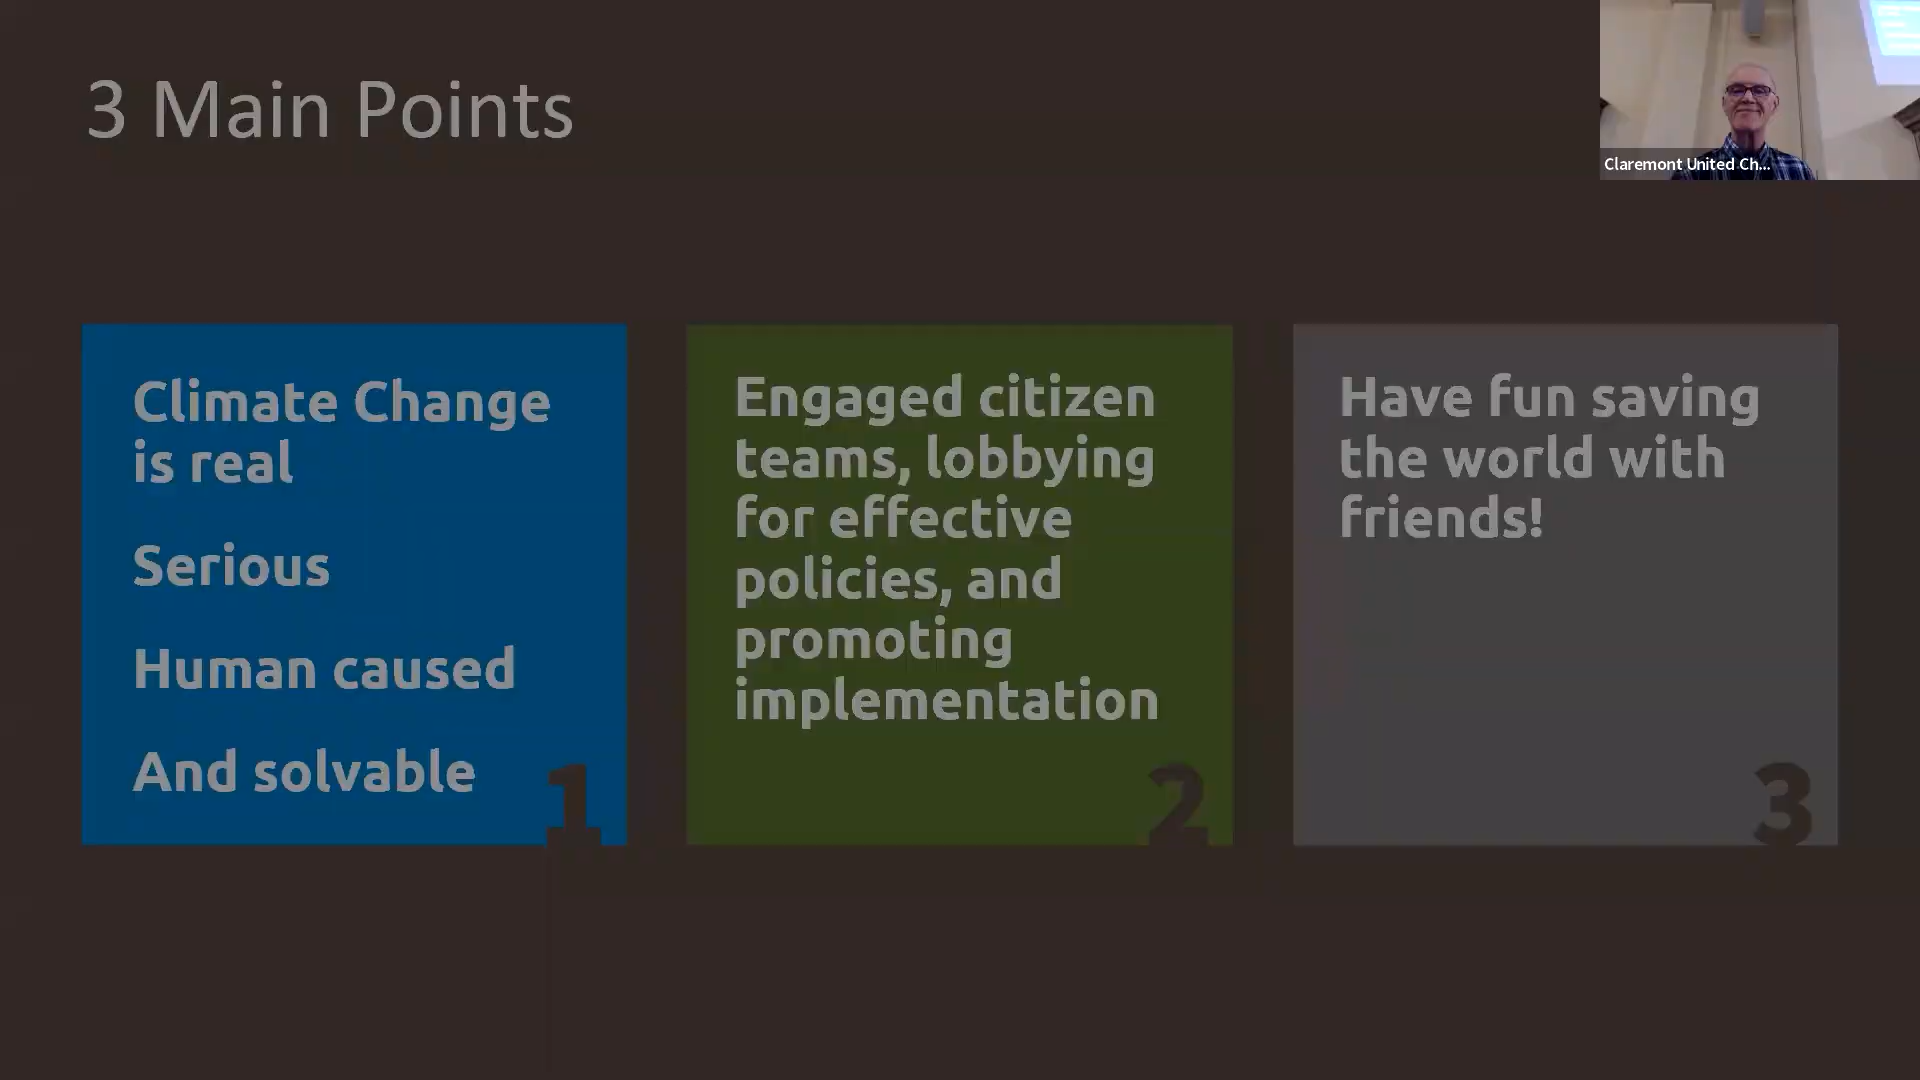 3 Main Points
Claremont United Ch...
Climate Change
is real
Serious
Human caused
And solvable
1
Engaged citizen
teams, lobbying
for effective
policies, and
promoting
implementation
2
Have fun saving
the world with
friends!
3